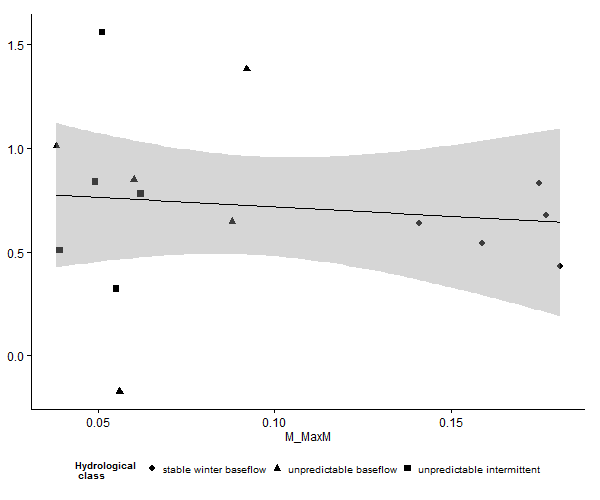 1.5
1.0
0.5
0.0
0.05 0.10 0.15
M_MaxM
Hydrological
class
stable winter baseflow unpredictable baseflow unpredictable intermittent